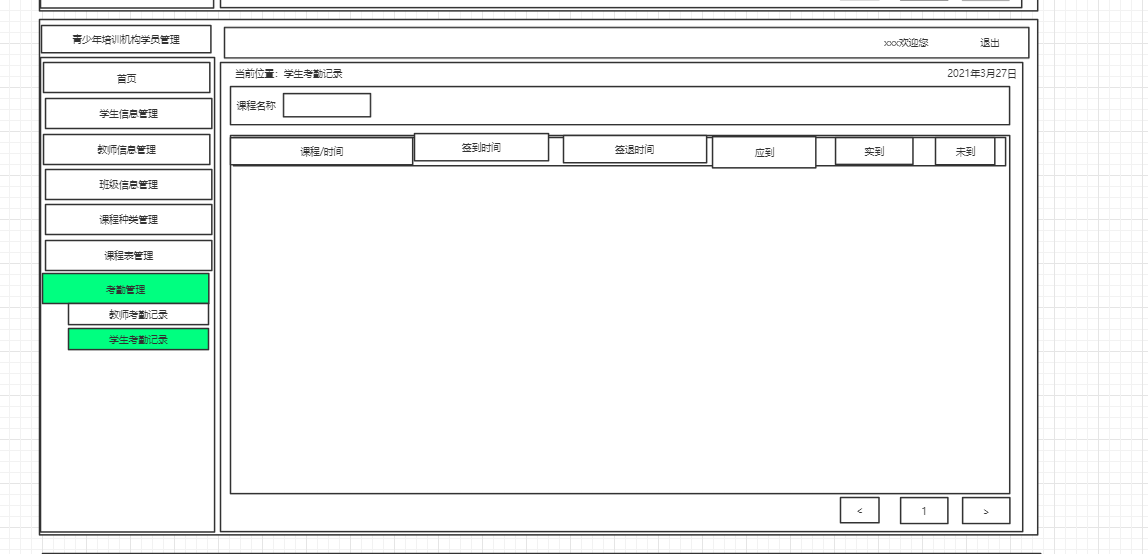 青少年培训机构学员管理
xxx欢迎您 退出
首页
学生信息管理
教师信息管理
班级信息管理
课程种类管理
课程表管理
考勤管理
教师考勤记录
学生考勤记录
当前位置：学生考勤记录 2021年3月27日
课程名称
课程/时间 签到时间 签退时间 应到 实到 未到
< 1 >